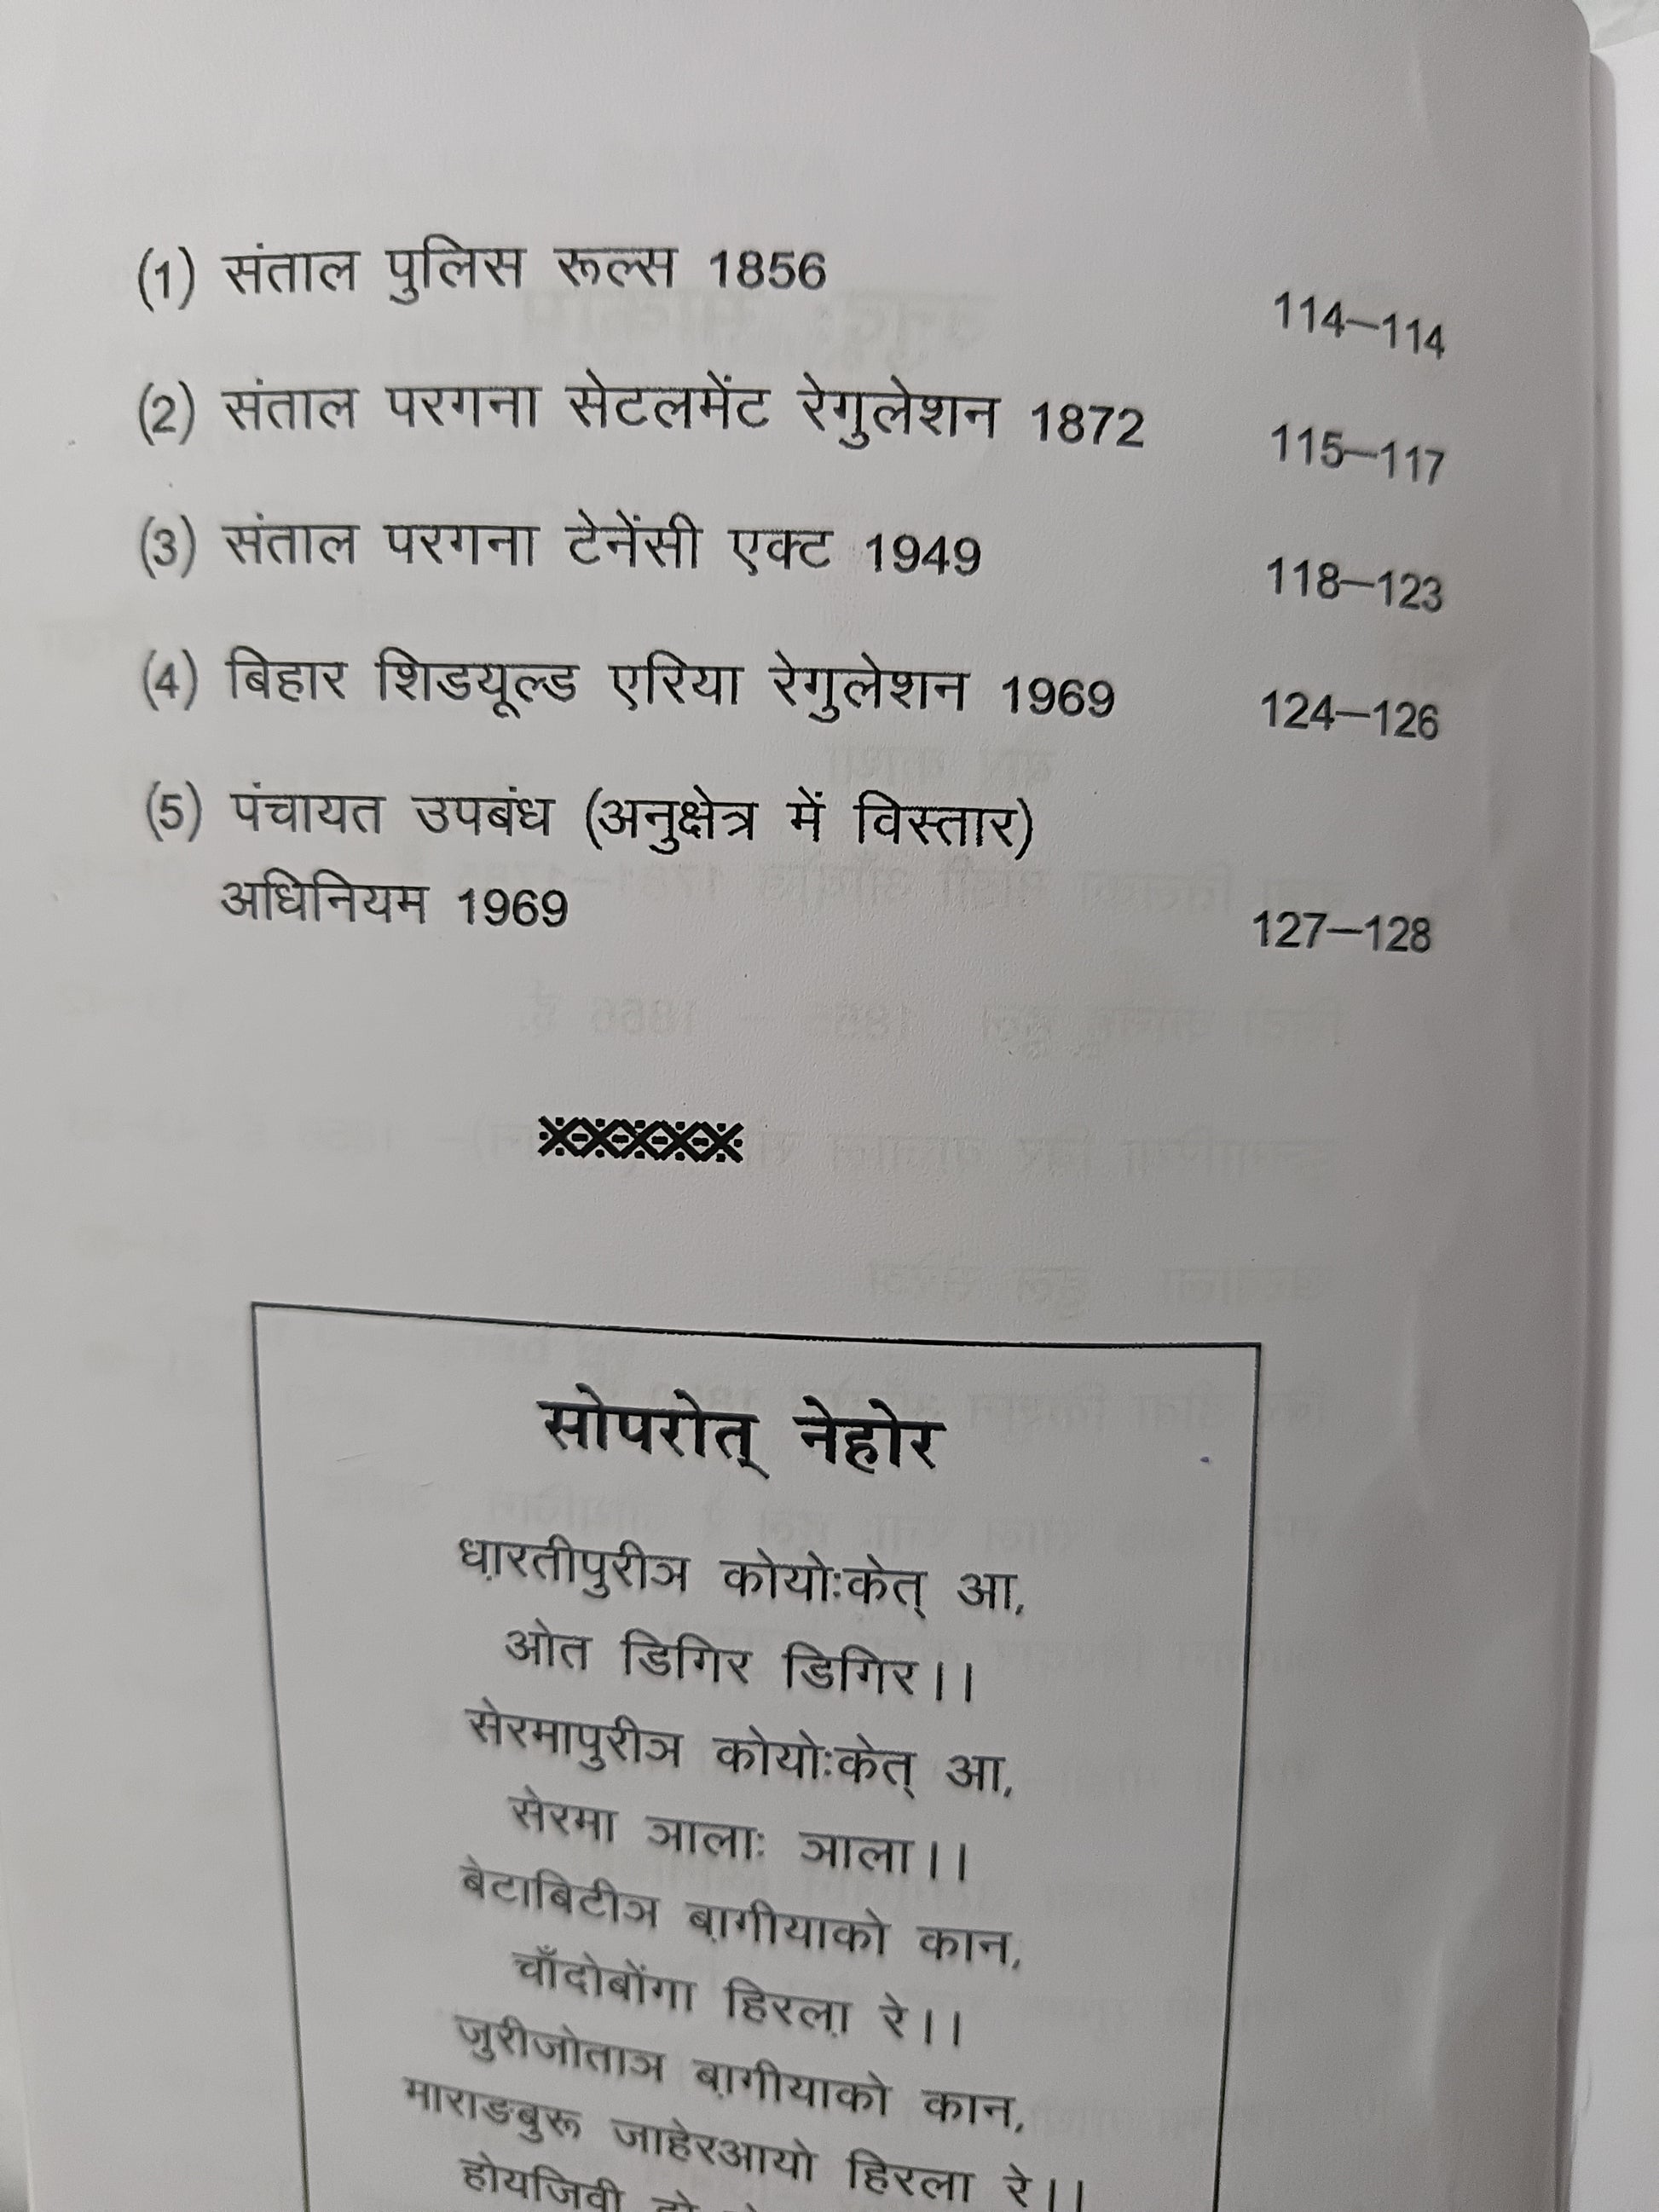 (1) संताल पुलिस रूल्स 1856 114–114
(2) संताल परगना सेटलमेंट रेगुलेशन 1872 115–117
(3) संताल परगना टेनेंसी एक्ट 1949 118–123
(4) बिहार शिडयूल्ड एरिया रेगुलेशन 1969 124–126
(5) पंचायत उपबंध (अनुक्षेत्र में विस्तार)
अधिनियम 1969 127–128
सोपरोत् नेहोर
धा़रतीपुरीञ कोयोःकेत् आ,
ओत डिगिर डिगिर।।
सेरमापुरीञ कोयोःकेत् आ,
सेरमा ञालाः ञाला।।
बेटाबिटीञ बा़गीयाको कान,
चाँदोबोंगा हिरला़ रे।।
जुरीजोताञ बा़गीयाको कान,
माराङबुरू जाहेरआयो हिरला रे।।
होयजिवी